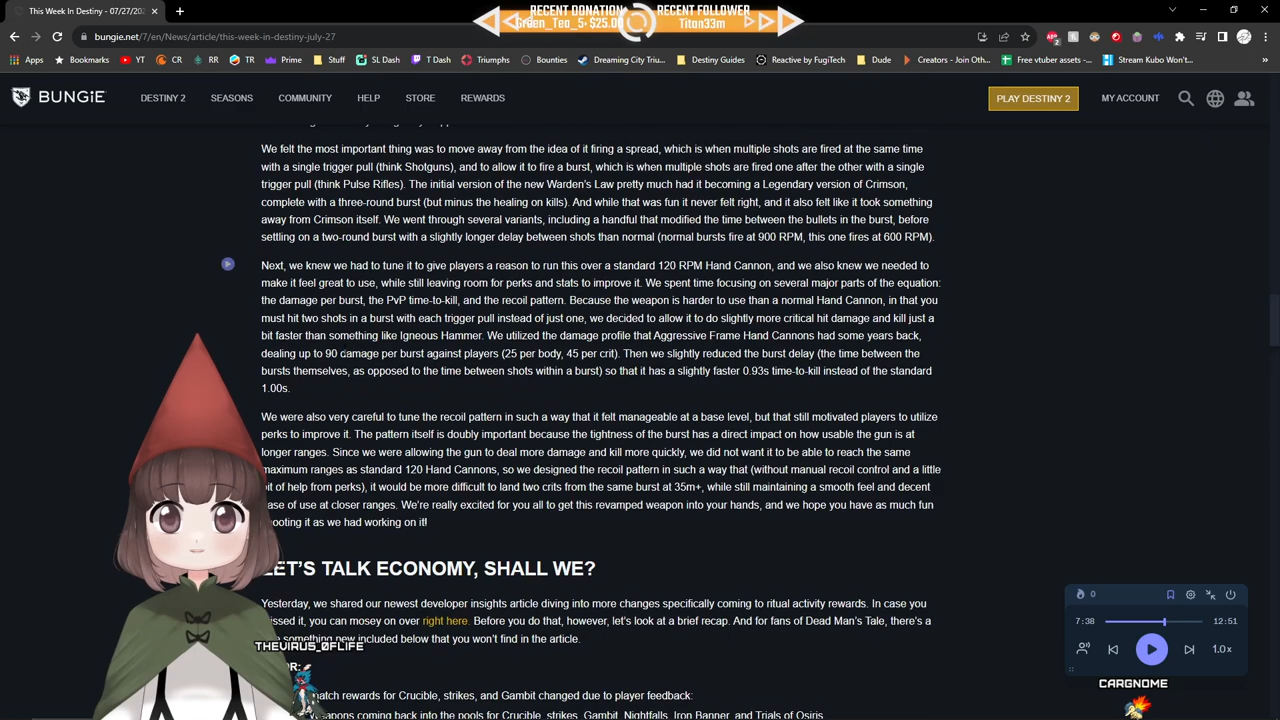 This Week In Destiny - 07/27/202
RECENT DONATION
Green_Tea_5- $25.00
RECENT FOLLOWER
Titan33m
bungie.net/7/en/News/article/this-week-in-destiny-july-27
Apps
Bookmarks
YT
CR
RR
TR
Prime
Stuff
SL Dash
T Dash
Triumphs
Bounties
Dreaming City Triu...
Destiny Guides
Reactive by FugiTech
Dude
Creators - Join Oth...
Free vtuber assets -...
Stream Kubo Won't...
BUNGiE
DESTINY 2
SEASONS
COMMUNITY
HELP
STORE
REWARDS
PLAY DESTINY 2
MY ACCOUNT
We felt the most important thing was to move away from the idea of it firing a spread, which is when multiple shots are fired at the same time
with a single trigger pull (think Shotguns), and to allow it to fire a burst, which is when multiple shots are fired one after the other with a single
trigger pull (think Pulse Rifles). The initial version of the new Warden's Law pretty much had it becoming a Legendary version of Crimson,
complete with a three-round burst (but minus the healing on kills). And while that was fun it never felt right, and it also felt like it took something
away from Crimson itself. We went through several variants, including a handful that modified the time between the bullets in the burst, before
settling on a two-round burst with a slightly longer delay between shots than normal (normal bursts fire at 900 RPM, this one fires at 600 RPM).
Next, we knew we had to tune it to give players a reason to run this over a standard 120 RPM Hand Cannon, and we also knew we needed to
make it feel great to use, while still leaving room for perks and stats to improve it. We spent time focusing on several major parts of the equation:
the damage per burst, the PvP time-to-kill, and the recoil pattern. Because the weapon is harder to use than a normal Hand Cannon, in that you
must hit two shots in a burst with each trigger pull instead of just one, we decided to allow it to do slightly more critical hit damage and kill just a
bit faster than something like Igneous Hammer. We utilized the damage profile that Aggressive Frame Hand Cannons had some years back,
dealing up to 90 damage per burst against players (25 per body, 45 per crit). Then we slightly reduced the burst delay (the time between the
bursts themselves, as opposed to the time between shots within a burst) so that it has a slightly faster 0.93s time-to-kill instead of the standard
1.00s.
We were also very careful to tune the recoil pattern in such a way that it felt manageable at a base level, but that still motivated players to utilize
perks to improve it. The pattern itself is doubly important because the tightness of the burst has a direct impact on how usable the gun is at
longer ranges. Since we were allowing the gun to deal more damage and kill more quickly, we did not want it to be able to reach the same
maximum ranges as standard 120 Hand Cannons, so we designed the recoil pattern in such a way that (without manual recoil control and a little
bit of help from perks), it would be more difficult to land two crits from the same burst at 35m+, while still maintaining a smooth feel and decent
ease of use at closer ranges. We're really excited for you all to get this revamped weapon into your hands, and we hope you have as much fun
hooting it as we had working on it!
LET'S TALK ECONOMY, SHALL WE?
Yesterday, we shared our newest developer insights article diving into more changes specifically coming to ritual activity rewards. In case you
issed it, you can mosey on over right here. Before you do that, however, let's look at a brief recap. And for fans of Dead Man's Tale, there's a
something new included below that you won't find in the article.
THEVIRUS_0FLIFE
match rewards for Crucible, strikes, and Gambit changed due to player feedback:
apons coming back into the pools for Crucible, strikes, Gambit, Nightfalls, Iron Banner, and Trials of Osiris
0
7:38
12:51
1.0x
CARGNOME